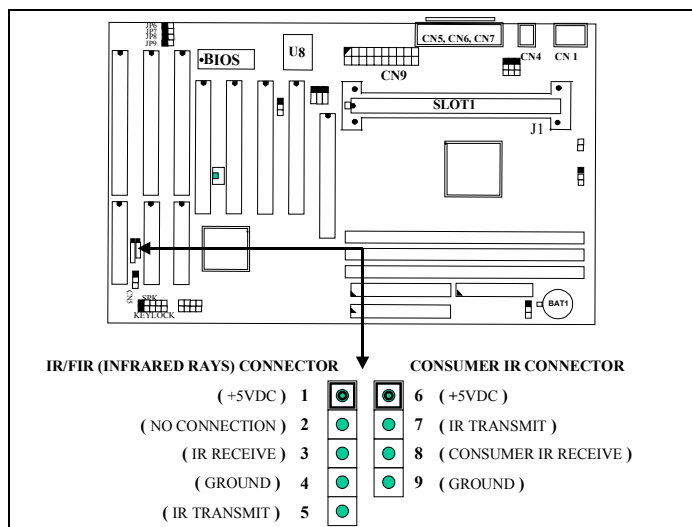 JP6
JP7
JP8
JP9
BIOS
U8
CN5, CN6, CN7
CN4
CN 1
CN9
SLOT1
J1
CN5
SPK
KEYLOCK
BAT1
IR/FIR (INFRARED RAYS) CONNECTOR
CONSUMER IR CONNECTOR
( +5VDC ) 1
6 ( +5VDC )
( NO CONNECTION ) 2
7 ( IR TRANSMIT )
( IR RECEIVE ) 3
8 ( CONSUMER IR RECEIVE )
( GROUND ) 4
9 ( GROUND )
( IR TRANSMIT ) 5